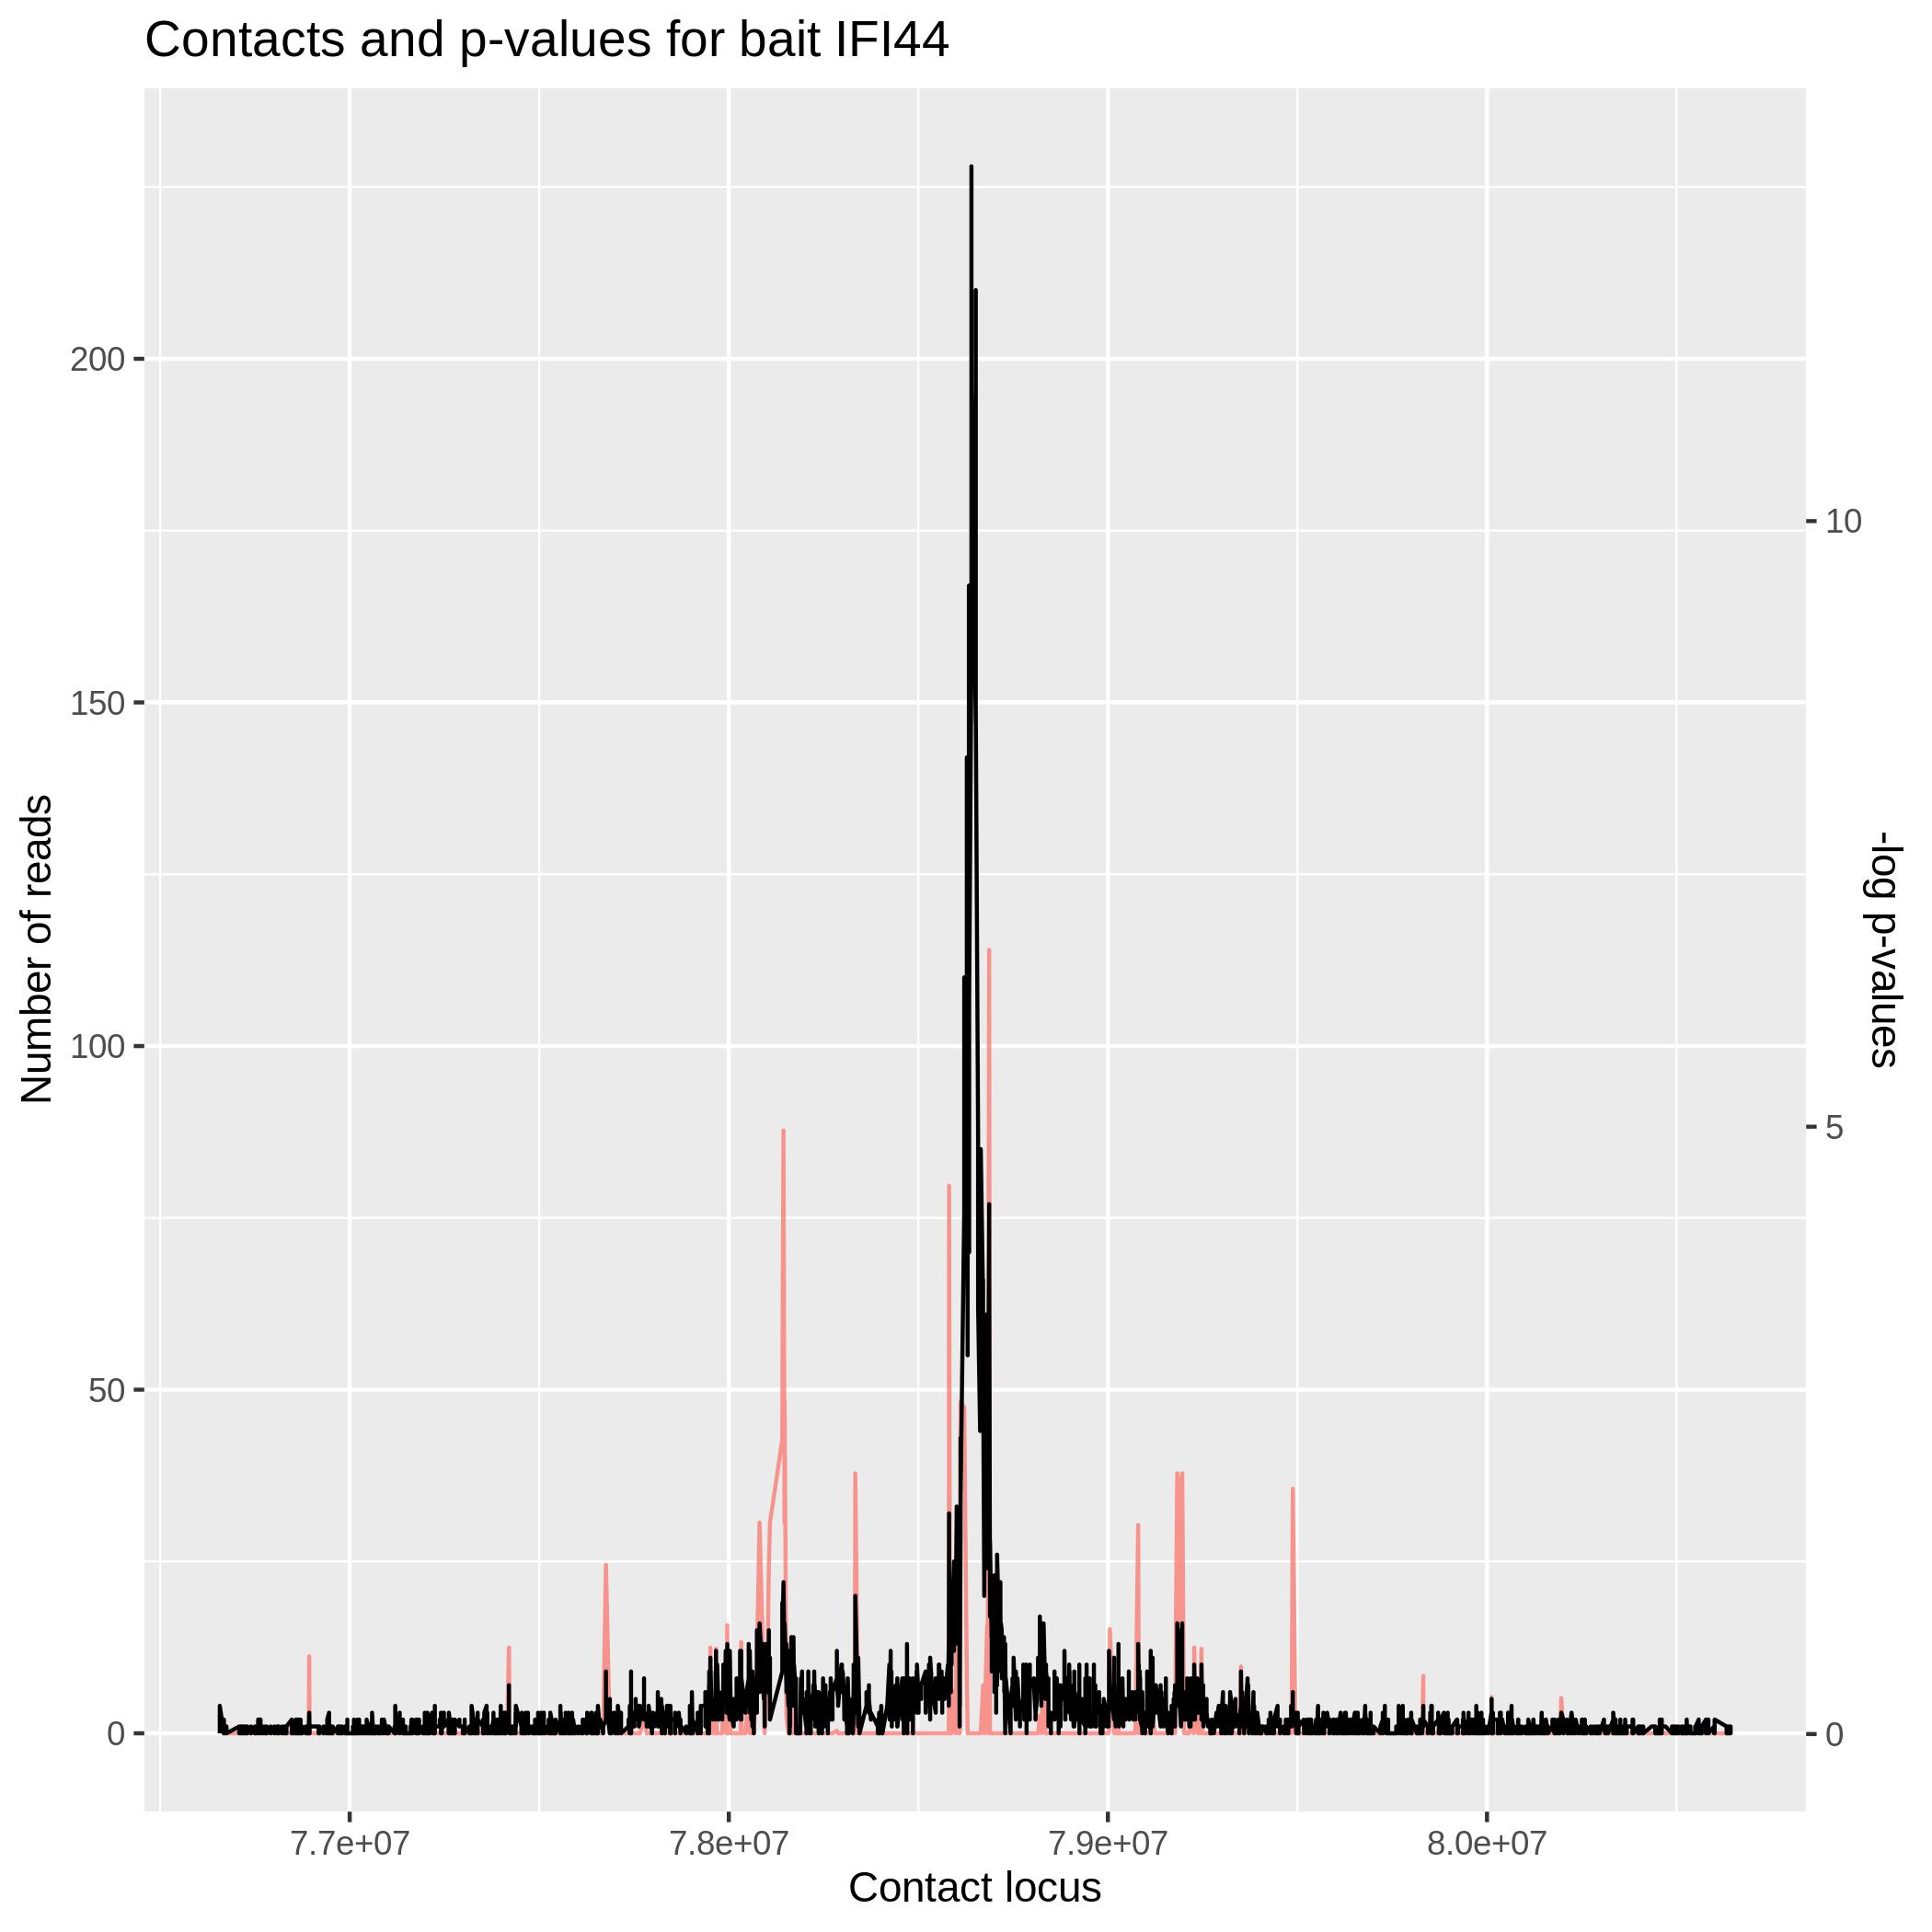 Contacts and p-values for bait IFI44
Number of reads
200
150
100
50
0
10
5
0
-log p-values
7.7e+07
7.8e+07
7.9e+07
8.0e+07
Contact locus